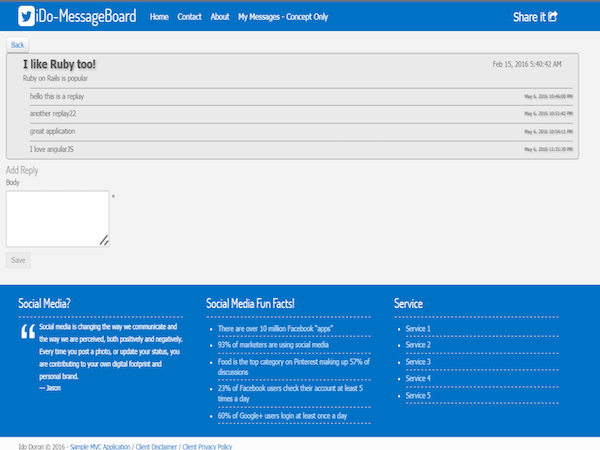 iDo-MessageBoard Home Contact About My Messages - Concept Only Share it
Back
I like Ruby too! Feb 15, 2016 5:40:42 AM
Ruby on Rails is popular
hello this is a replay May 6, 2016 10:46:08 PM
another replay22 May 6, 2016 10:51:42 PM
great application May 6, 2016 10:54:11 PM
I love angularJS May 6, 2016 11:31:30 PM
Add Reply
Body
*
Save
Social Media?
“ Social media is changing the way we communicate and
the way we are perceived, both positively and negatively.
Every time you post a photo, or update your status, you
are contributing to your own digital footprint and
personal brand.
— Jason
Social Media Fun Facts!
• There are over 10 million Facebook “apps”
• 93% of marketers are using social media
• Food is the top category on Pinterest making up 57% of
discussions
• 23% of Facebook users check their account at least 5
times a day
• 60% of Google+ users login at least once a day
Service
• Service 1
• Service 2
• Service 3
• Service 4
• Service 5
Ido Doron © 2016 - Sample MVC Application / Client Disclaimer / Client Privacy Policy